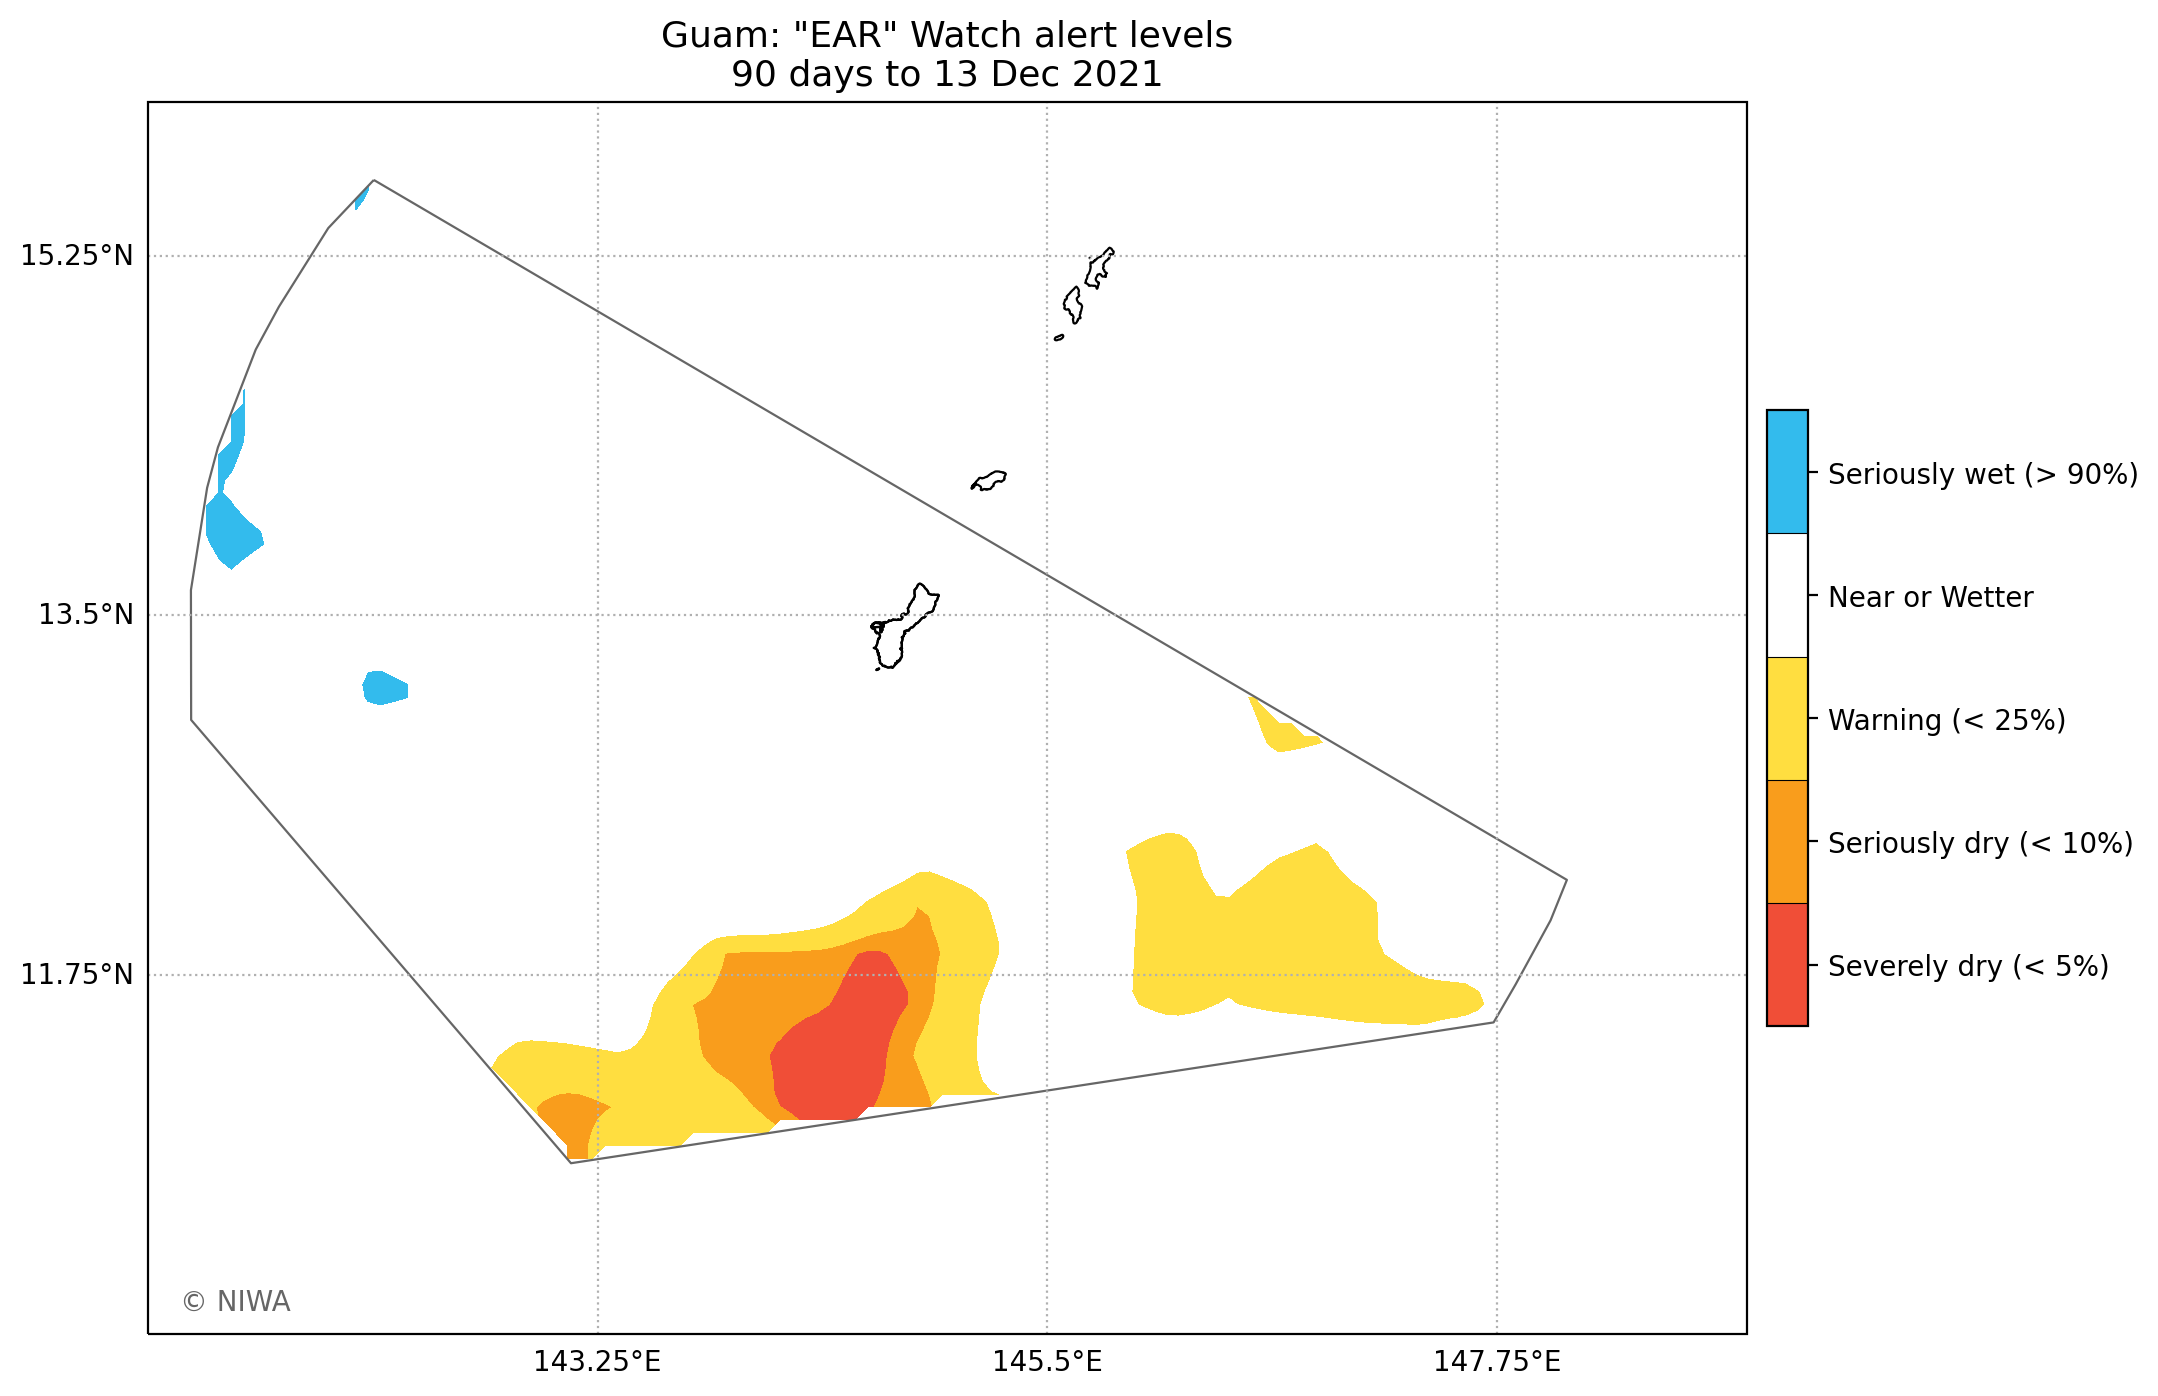 Guam: "EAR" Watch alert levels
90 days to 13 Dec 2021
15.25°N
13.5°N
11.75°N
143.25°E
145.5°E
147.75°E
Seriously wet (> 90%)
Near or Wetter
Warning (< 25%)
Seriously dry (< 10%)
Severely dry (< 5%)
© NIWA